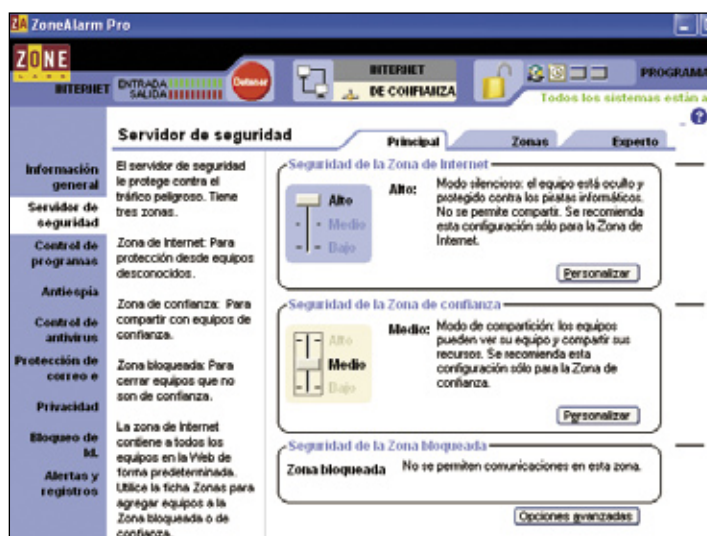 ZA ZoneAlarm Pro
ZONE
LABS
INTERNET
ENTRADA
SALIDA
Detener
INTERNET
DE CONFIANZA
PROGRAMA
Todos los sistemas están a
?
Servidor de seguridad
Principal
Zonas
Experto
Información
general
Servidor de
seguridad
Control de
programas
Antiespía
Control de
antivirus
Protección de
correo e
Privacidad
Bloqueo de
Id.
Alertas y
registros
El servidor de seguridad
le protege contra el
tráfico peligroso. Tiene
tres zonas.
Zona de Internet: Para
protección desde equipos
desconocidos.
Zona de confianza: Para
compartir con equipos de
confianza.
Zona bloqueada: Para
cerrar equipos que no
son de confianza.
La zona de Internet
contiene a todos los
equipos en la Web de
forma predeterminada.
Utilice la ficha Zonas para
agregar equipos a la
Zona bloqueada o de
confianza.
Seguridad de la Zona de Internet
Alto
Medio
Bajo
Alto: Modo silencioso: el equipo está oculto y
protegido contra los piratas informáticos.
No se permite compartir. Se recomienda
esta configuración sólo para la Zona de
Internet.
Personalizar
Seguridad de la Zona de confianza
Alto
Medio
Bajo
Medio: Modo de compartición: los equipos
pueden ver su equipo y compartir sus
recursos. Se recomienda esta
configuración sólo para la Zona de
confianza.
Personalizar
Seguridad de la Zona bloqueada
Zona bloqueada No se permiten comunicaciones en esta zona.
Opciones avanzadas